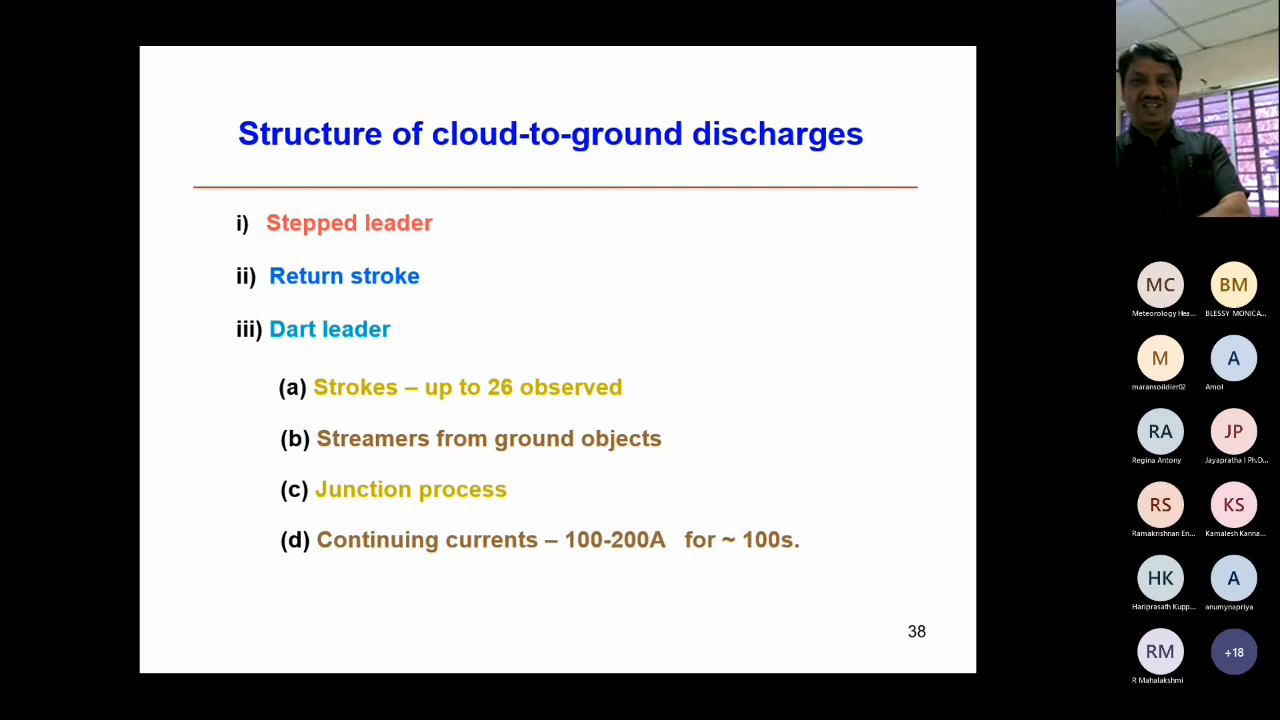 Structure of cloud-to-ground discharges
i) Stepped leader
ii) Return stroke
iii) Dart leader
(a) Strokes – up to 26 observed
(b) Streamers from ground objects
(c) Junction process
(d) Continuing currents – 100-200A for ~ 100s.
38
MC
BM
Meteorology Hea...
BLESSY MONICA...
M
A
maransoildier02
Amol
RA
JP
Regina Antony
Jayapratha I Ph.D...
RS
KS
Ramakrishnan En...
Kamalesh Kanna...
HK
A
Hariprasath Kupp...
anumynapriya
RM
+18
R Mahalakshmi